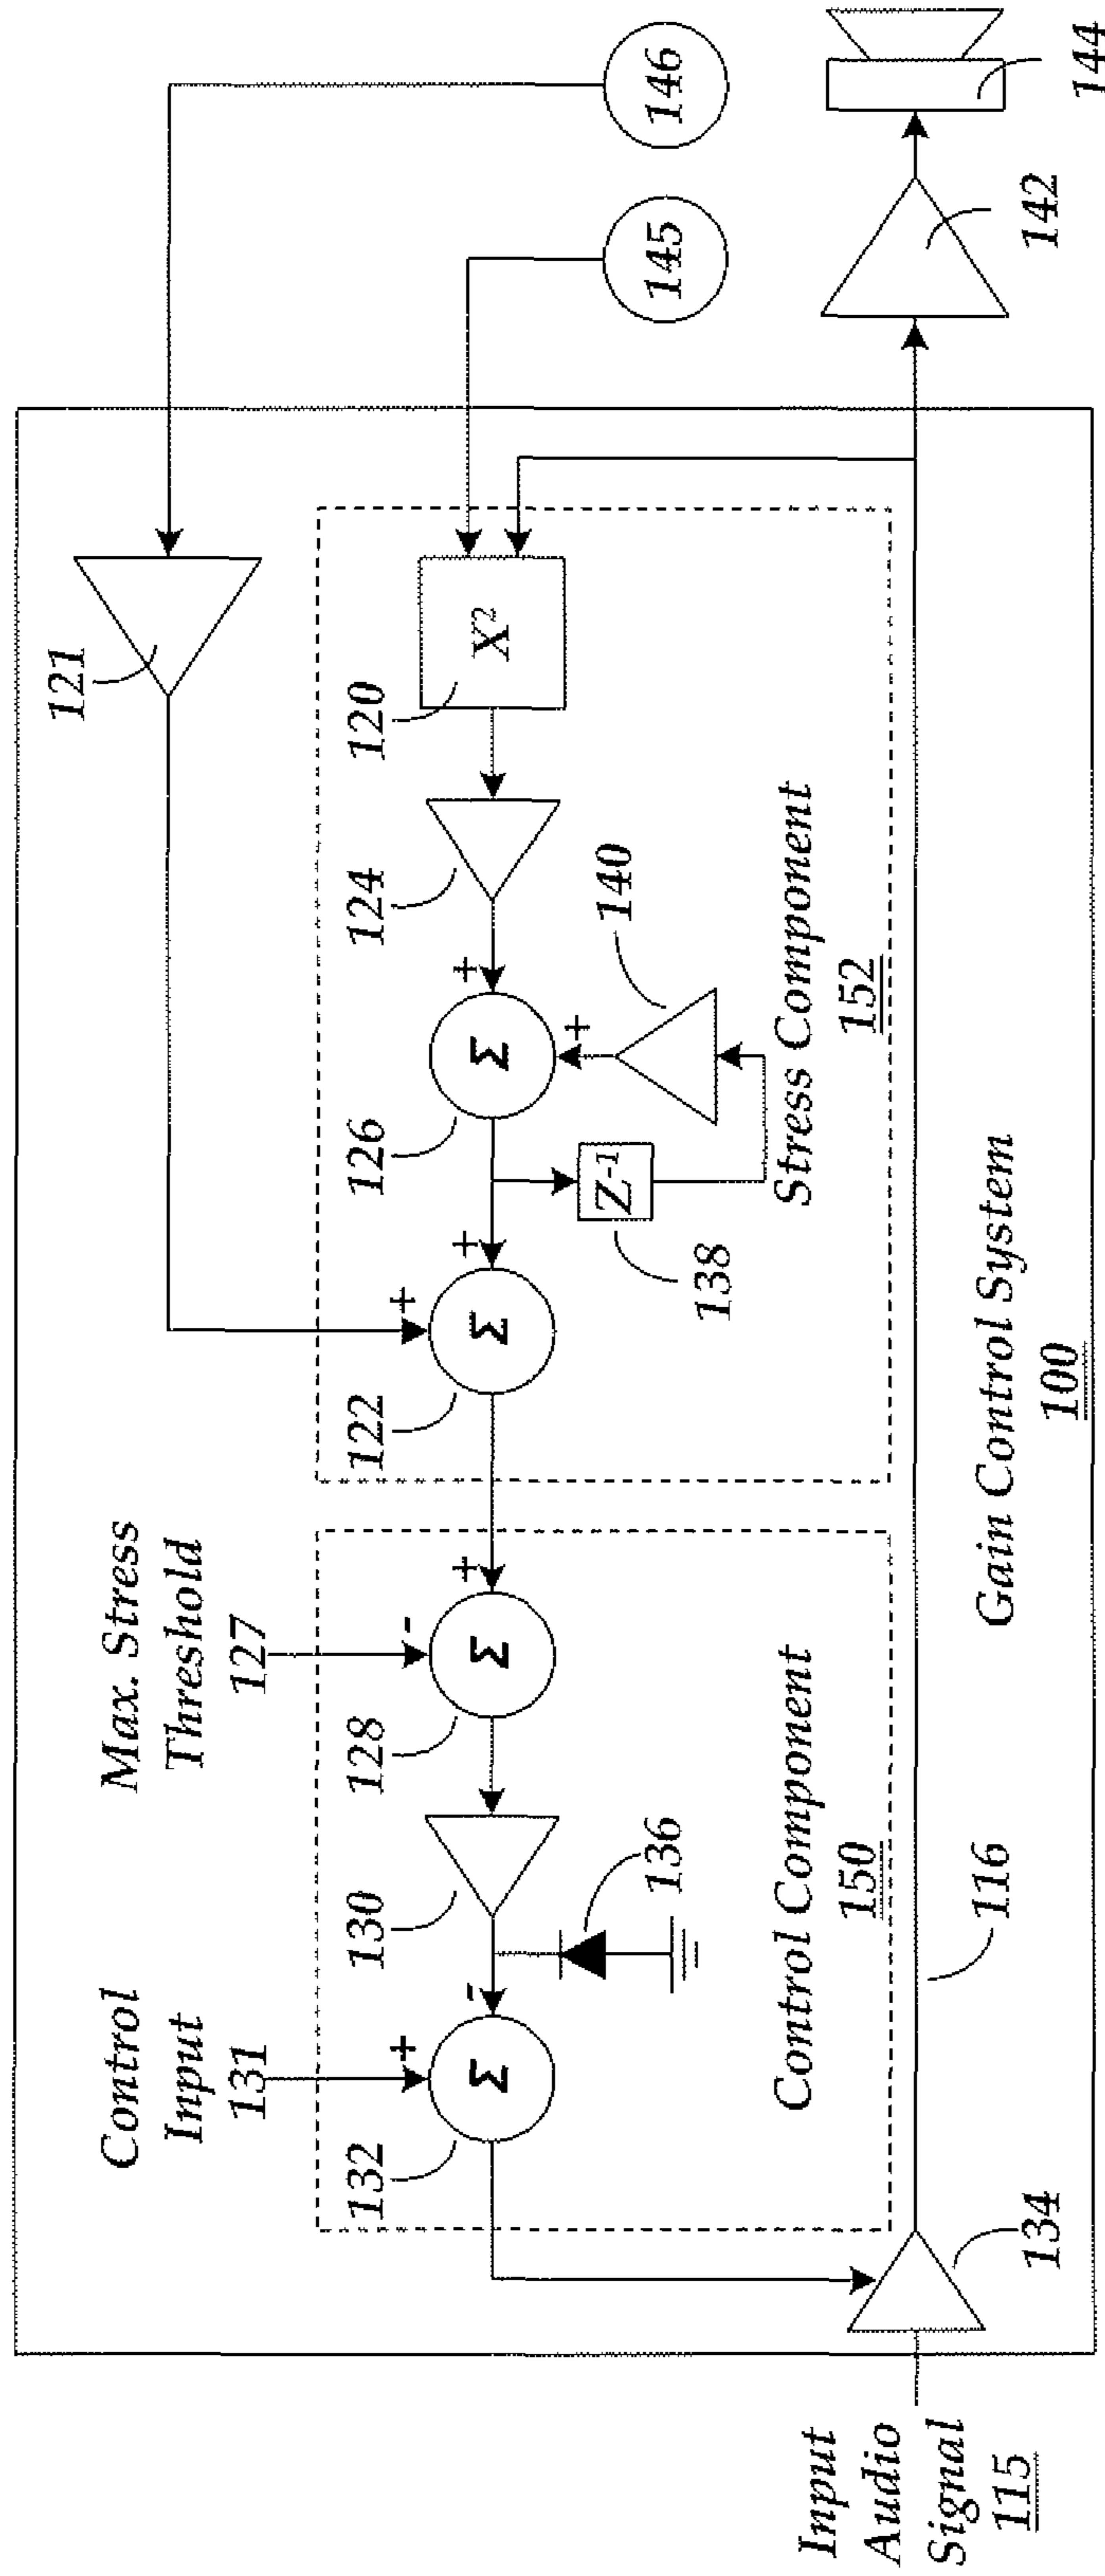 Control
Input
131
Max. Stress
Threshold
127
121
146
145
132
+
-
Σ
130
136
128
-
+
Σ
122
+
+
Σ
126
+
+
Σ
124
120
X²
138
Z⁻¹
140
Control Component
150
Stress Component
152
Input
Audio
Signal
115
134
116
142
144
Gain Control System
100